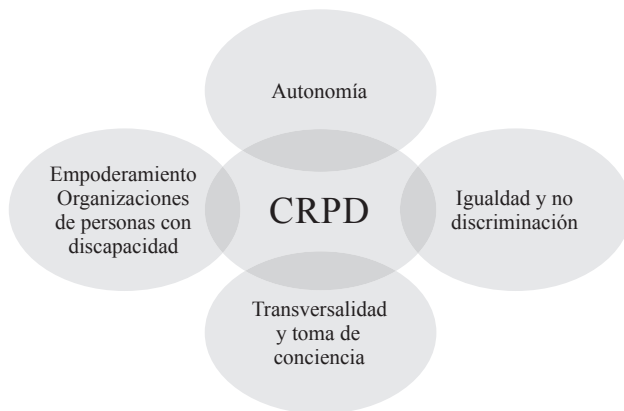 Autonomía
Empoderamiento
Organizaciones
de personas con
discapacidad
CRPD
Igualdad y no
discriminación
Transversalidad
y toma de
conciencia